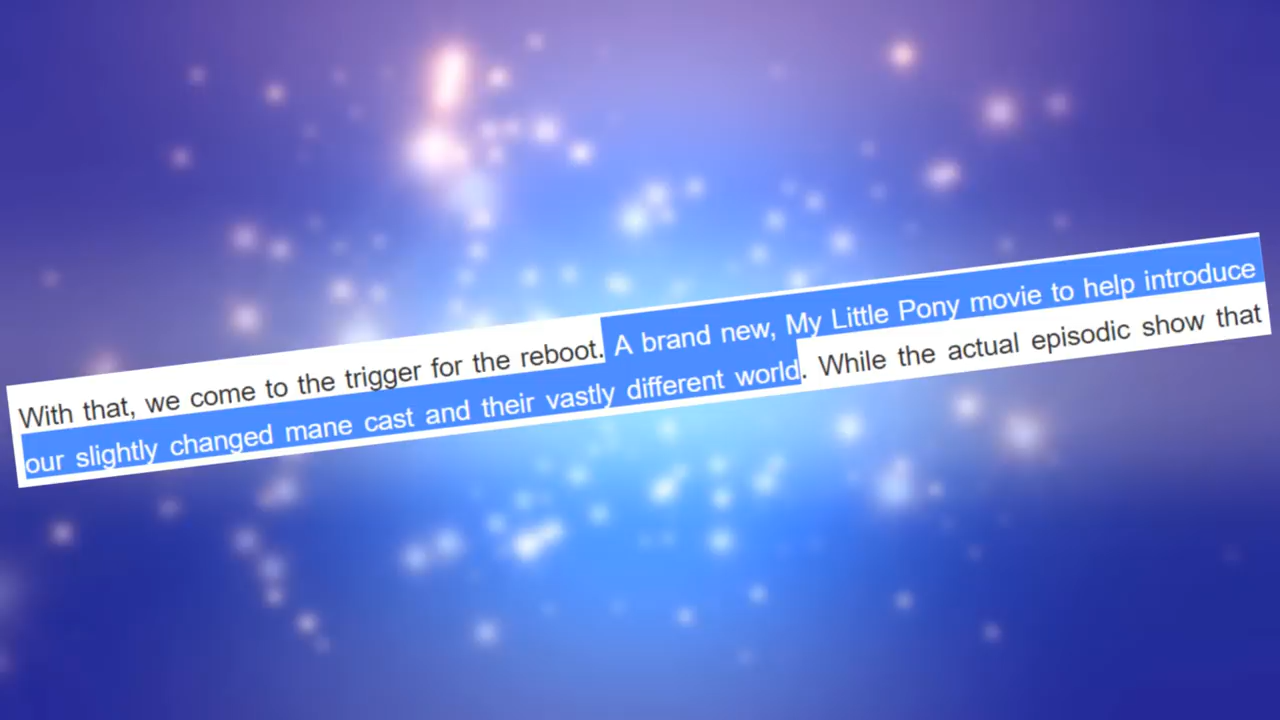 With that, we come to the trigger for the reboot. A brand new, My Little Pony movie to help introduce
our slightly changed mane cast and their vastly different world. While the actual episodic show that